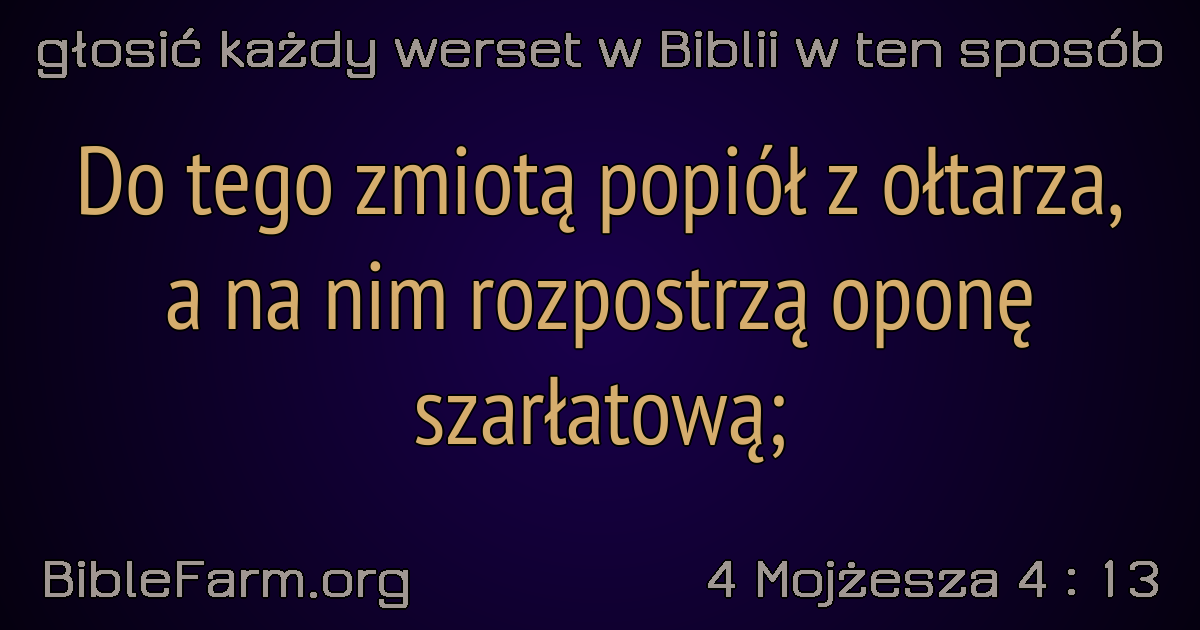 głosić każdy werset w Biblii w ten sposób
Do tego zmiotą popiół z ołtarza,
a na nim rozpostrzą oponę
szarłatową;
BibleFarm.org
4 Mojżesza 4 : 13